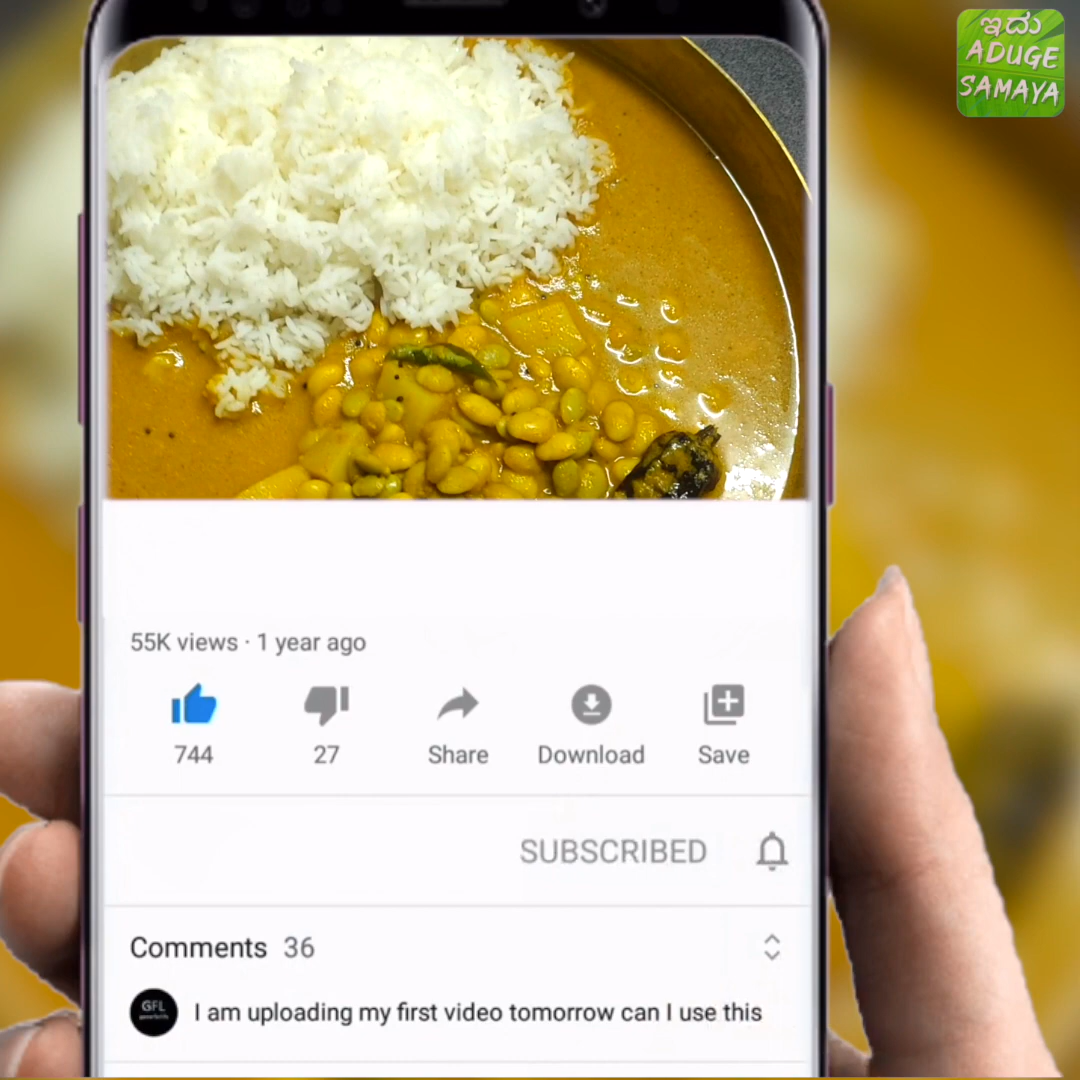 ಇದು
ADUGE
SAMAYA
55K views · 1 year ago
744
27
Share
Download
Save
SUBSCRIBED
Comments 36
GFL
I am uploading my first video tomorrow can I use this